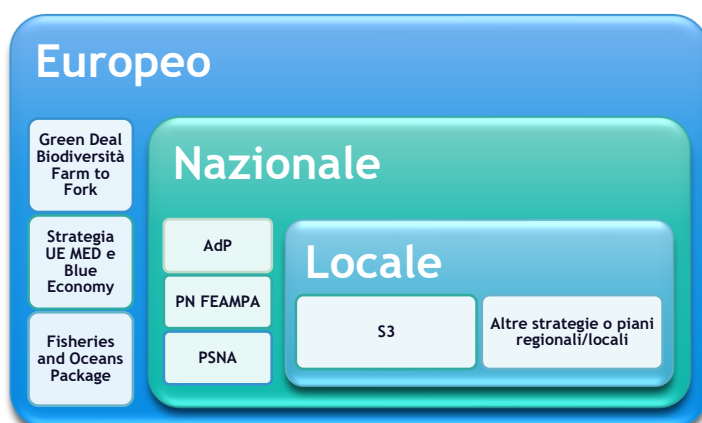 Europeo
Green Deal
Biodiversità
Farm to
Fork
Strategia
UE MED e
Blue
Economy
Fisheries
and Oceans
Package
Nazionale
AdP
PN FEAMPA
PSNA
Locale
S3
Altre strategie o piani
regionali/locali